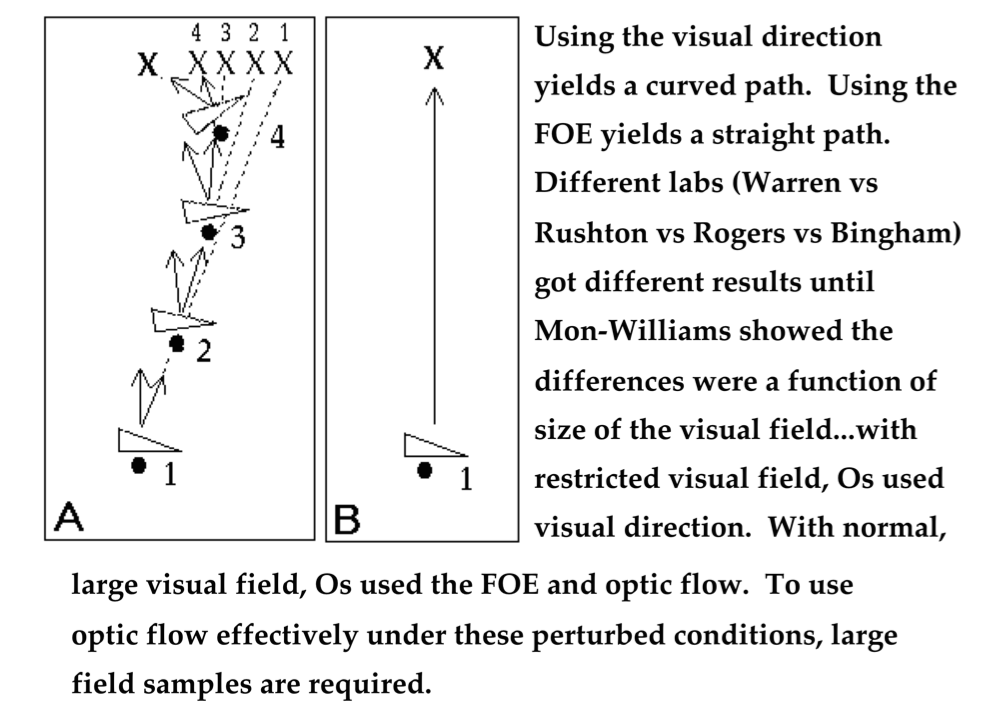 4 3 2 1
X X X X X
4
3
2
1
A
X
1
B
Using the visual direction
yields a curved path. Using the
FOE yields a straight path.
Different labs (Warren vs
Rushton vs Rogers vs Bingham)
got different results until
Mon-Williams showed the
differences were a function of
size of the visual field...with
restricted visual field, Os used
visual direction. With normal,
large visual field, Os used the FOE and optic flow. To use
optic flow effectively under these perturbed conditions, large
field samples are required.